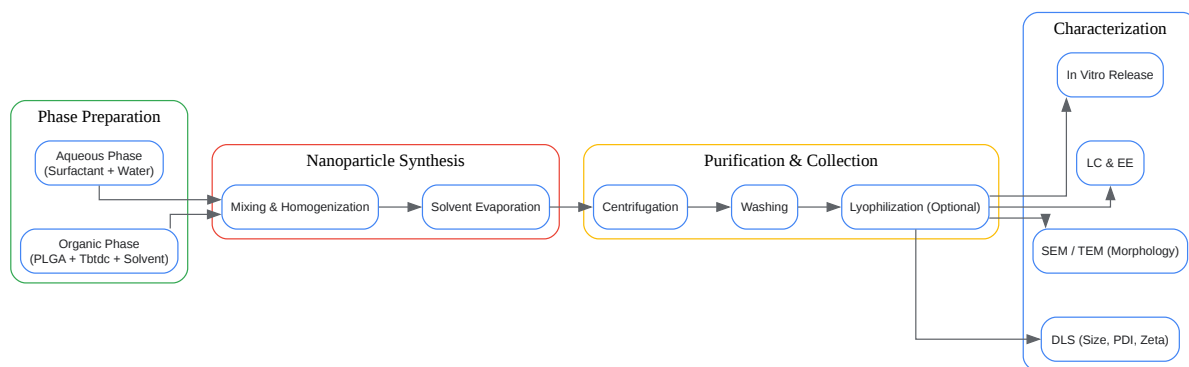 Phase Preparation
Aqueous Phase
(Surfactant + Water)
Organic Phase
(PLGA + Tbtdc + Solvent)
Nanoparticle Synthesis
Mixing & Homogenization
Solvent Evaporation
Purification & Collection
Centrifugation
Washing
Lyophilization (Optional)
Characterization
In Vitro Release
LC & EE
SEM / TEM (Morphology)
DLS (Size, PDI, Zeta)